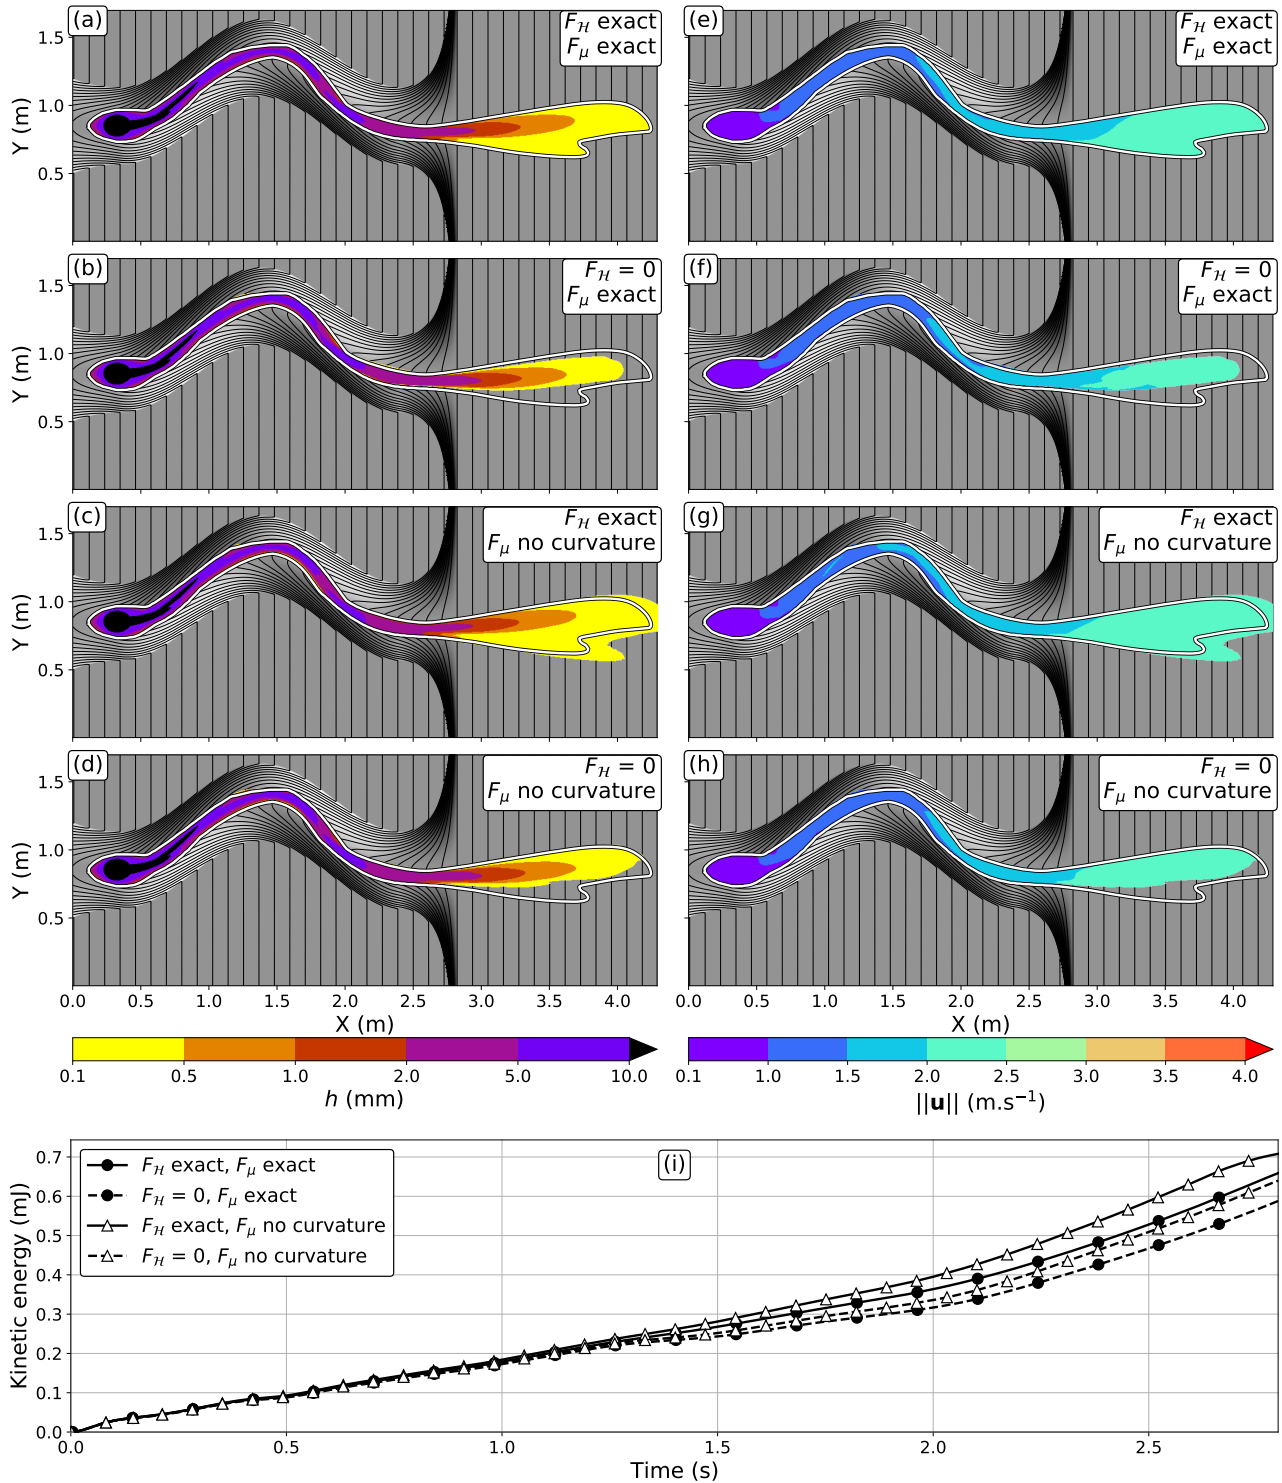 (a)
F_ℋ exact
F_μ exact
Y (m)
1.5
1.0
0.5
(e)
F_ℋ exact
F_μ exact
(b)
F_ℋ = 0
F_μ exact
Y (m)
1.5
1.0
0.5
(f)
F_ℋ = 0
F_μ exact
(c)
F_ℋ exact
F_μ no curvature
Y (m)
1.5
1.0
0.5
(g)
F_ℋ exact
F_μ no curvature
(d)
F_ℋ = 0
F_μ no curvature
Y (m)
1.5
1.0
0.5
0.0 0.5 1.0 1.5 2.0 2.5 3.0 3.5 4.0
X (m)
(h)
F_ℋ = 0
F_μ no curvature
0.0 0.5 1.0 1.5 2.0 2.5 3.0 3.5 4.0
X (m)
0.1 0.5 1.0 2.0 5.0 10.0
h (mm)
0.1 1.0 1.5 2.0 2.5 3.0 3.5 4.0
||u|| (m.s⁻¹)
(i)
F_ℋ exact, F_μ exact
F_ℋ = 0, F_μ exact
F_ℋ exact, F_μ no curvature
F_ℋ = 0, F_μ no curvature
Kinetic energy (mJ)
0.7
0.6
0.5
0.4
0.3
0.2
0.1
0.0
0.0 0.5 1.0 1.5 2.0 2.5
Time (s)